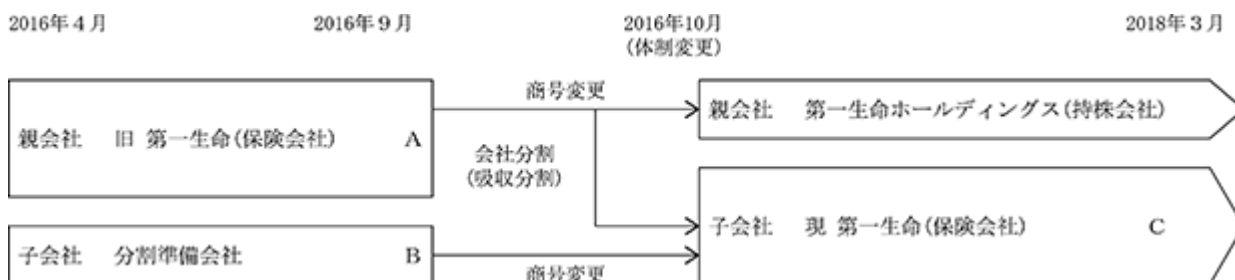 2016年4月 2016年9月 2016年10月 2018年3月
(体制変更)
商号変更
親会社 旧 第一生命(保険会社) A
親会社 第一生命ホールディングス(持株会社)
会社分割
(吸収分割)
子会社 現 第一生命(保険会社) C
子会社 分割準備会社 B
商号変更